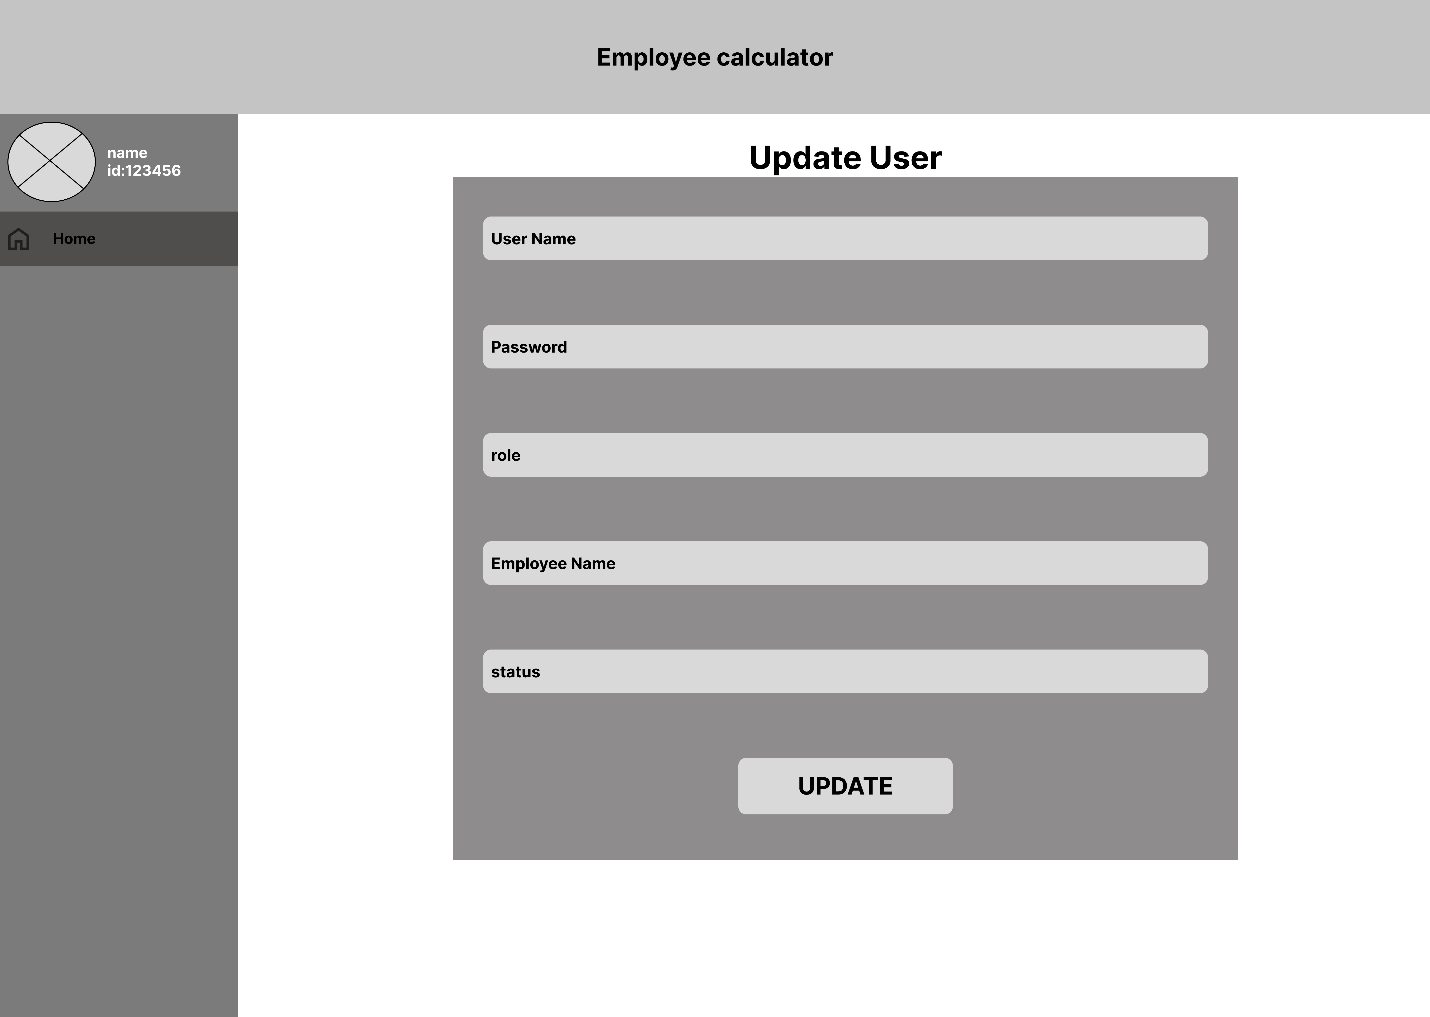 Employee calculator
name
id:123456
Home
Update User
User Name
Password
role
Employee Name
status
UPDATE